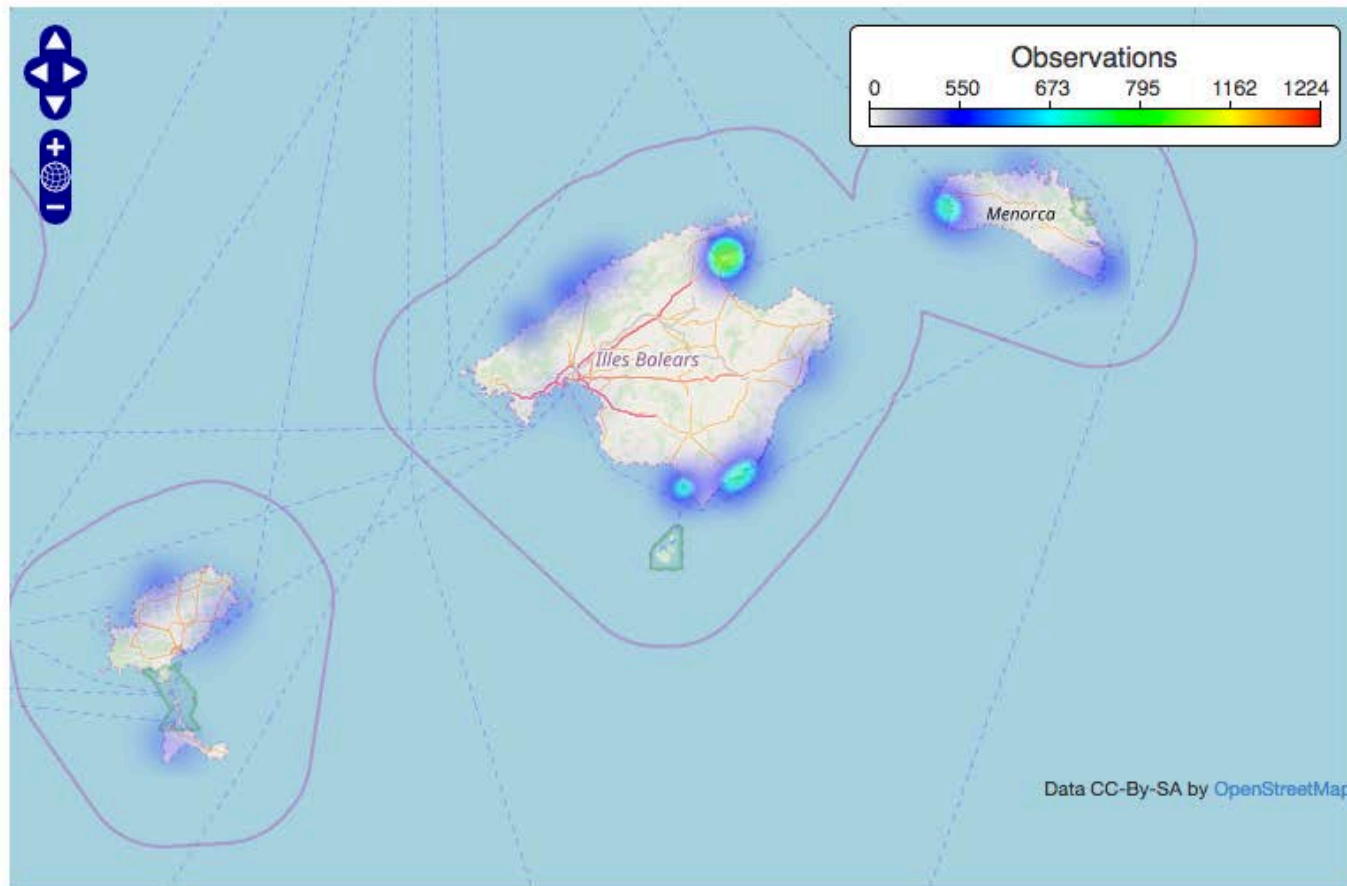 Observations
0 550 673 795 1162 1224
Menorca
Illes Balears
Data CC-By-SA by OpenStreetMap